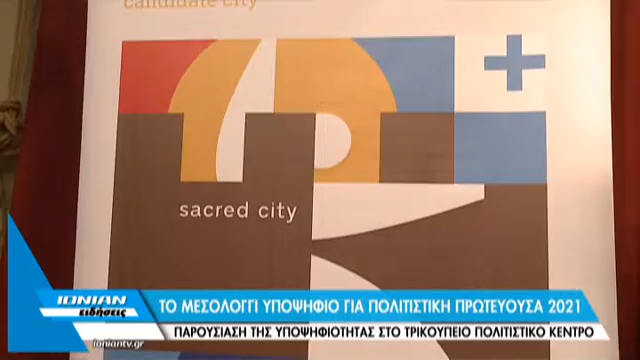 candidate city
sacred city
IONIAN
ειδήσεις
ioniantv.gr
ΤΟ ΜΕΣΟΛΟΓΓΙ ΥΠΟΨΗΦΙΟ ΓΙΑ ΠΟΛΙΤΙΣΤΙΚΗ ΠΡΩΤΕΥΟΥΣΑ 2021
ΠΑΡΟΥΣΙΑΣΗ ΤΗΣ ΥΠΟΨΗΦΙΟΤΗΤΑΣ ΣΤΟ ΤΡΙΚΟΥΠΕΙΟ ΠΟΛΙΤΙΣΤΙΚΟ ΚΕΝΤΡΟ